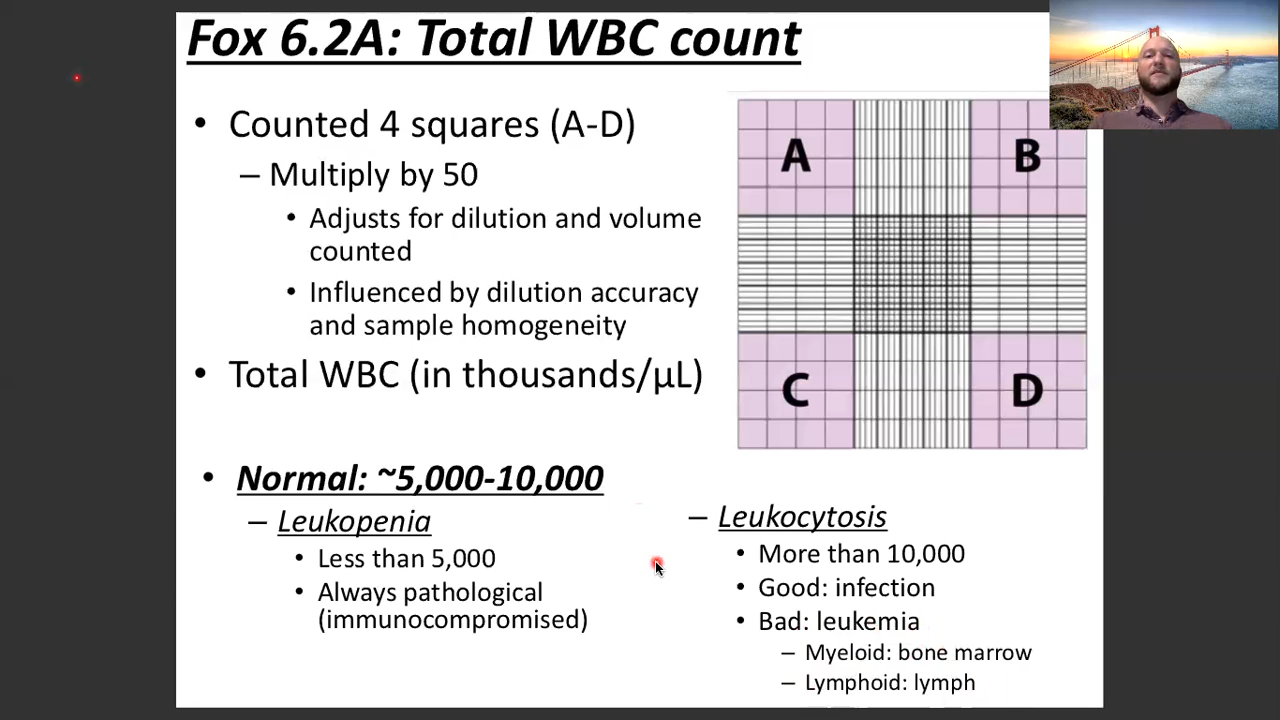 Fox 6.2A: Total WBC count
• Counted 4 squares (A-D)
– Multiply by 50
• Adjusts for dilution and volume
counted
• Influenced by dilution accuracy
and sample homogeneity
• Total WBC (in thousands/µL)
A
B
C
D
• Normal: ~5,000-10,000
– Leukopenia
• Less than 5,000
• Always pathological
(immunocompromised)
– Leukocytosis
• More than 10,000
• Good: infection
• Bad: leukemia
– Myeloid: bone marrow
– Lymphoid: lymph